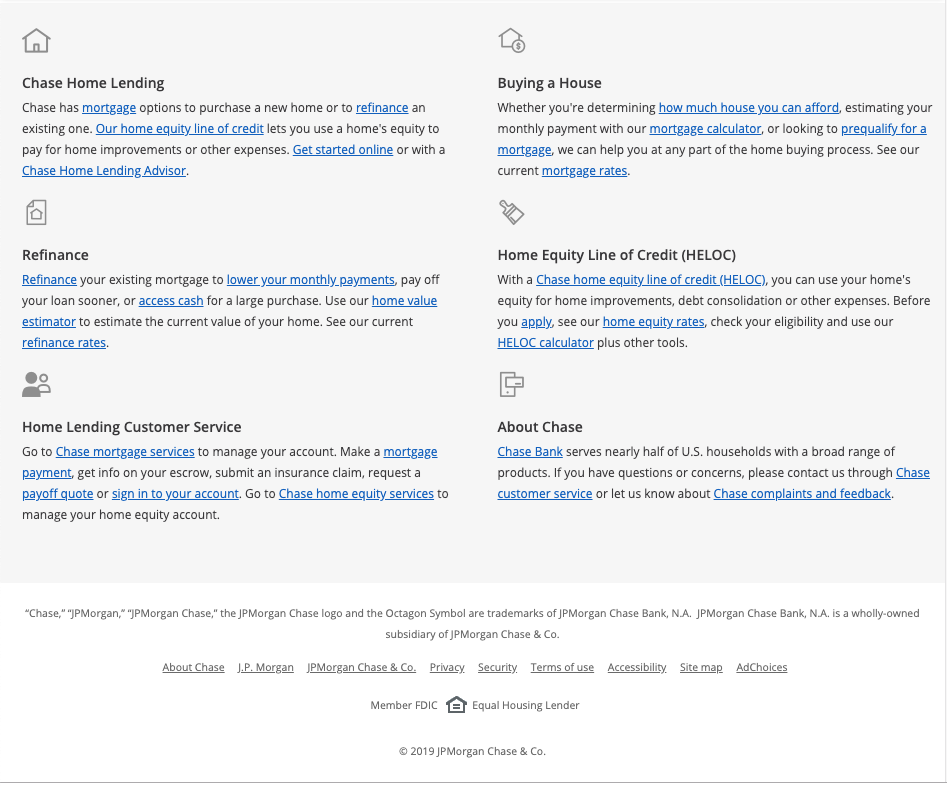 Chase Home Lending
Chase has mortgage options to purchase a new home or to refinance an
existing one. Our home equity line of credit lets you use a home's equity to
pay for home improvements or other expenses. Get started online or with a
Chase Home Lending Advisor.
Buying a House
Whether you're determining how much house you can afford, estimating your
monthly payment with our mortgage calculator, or looking to prequalify for a
mortgage, we can help you at any part of the home buying process. See our
current mortgage rates.
Refinance
Refinance your existing mortgage to lower your monthly payments, pay off
your loan sooner, or access cash for a large purchase. Use our home value
estimator to estimate the current value of your home. See our current
refinance rates.
Home Equity Line of Credit (HELOC)
With a Chase home equity line of credit (HELOC), you can use your home's
equity for home improvements, debt consolidation or other expenses. Before
you apply, see our home equity rates, check your eligibility and use our
HELOC calculator plus other tools.
Home Lending Customer Service
Go to Chase mortgage services to manage your account. Make a mortgage
payment, get info on your escrow, submit an insurance claim, request a
payoff quote or sign in to your account. Go to Chase home equity services to
manage your home equity account.
About Chase
Chase Bank serves nearly half of U.S. households with a broad range of
products. If you have questions or concerns, please contact us through Chase
customer service or let us know about Chase complaints and feedback.
“Chase,” “JPMorgan,” “JPMorgan Chase,” the JPMorgan Chase logo and the Octagon Symbol are trademarks of JPMorgan Chase Bank, N.A. JPMorgan Chase Bank, N.A. is a wholly-owned
subsidiary of JPMorgan Chase & Co.
About Chase J.P. Morgan JPMorgan Chase & Co. Privacy Security Terms of use Accessibility Site map AdChoices
Member FDIC Equal Housing Lender
© 2019 JPMorgan Chase & Co.